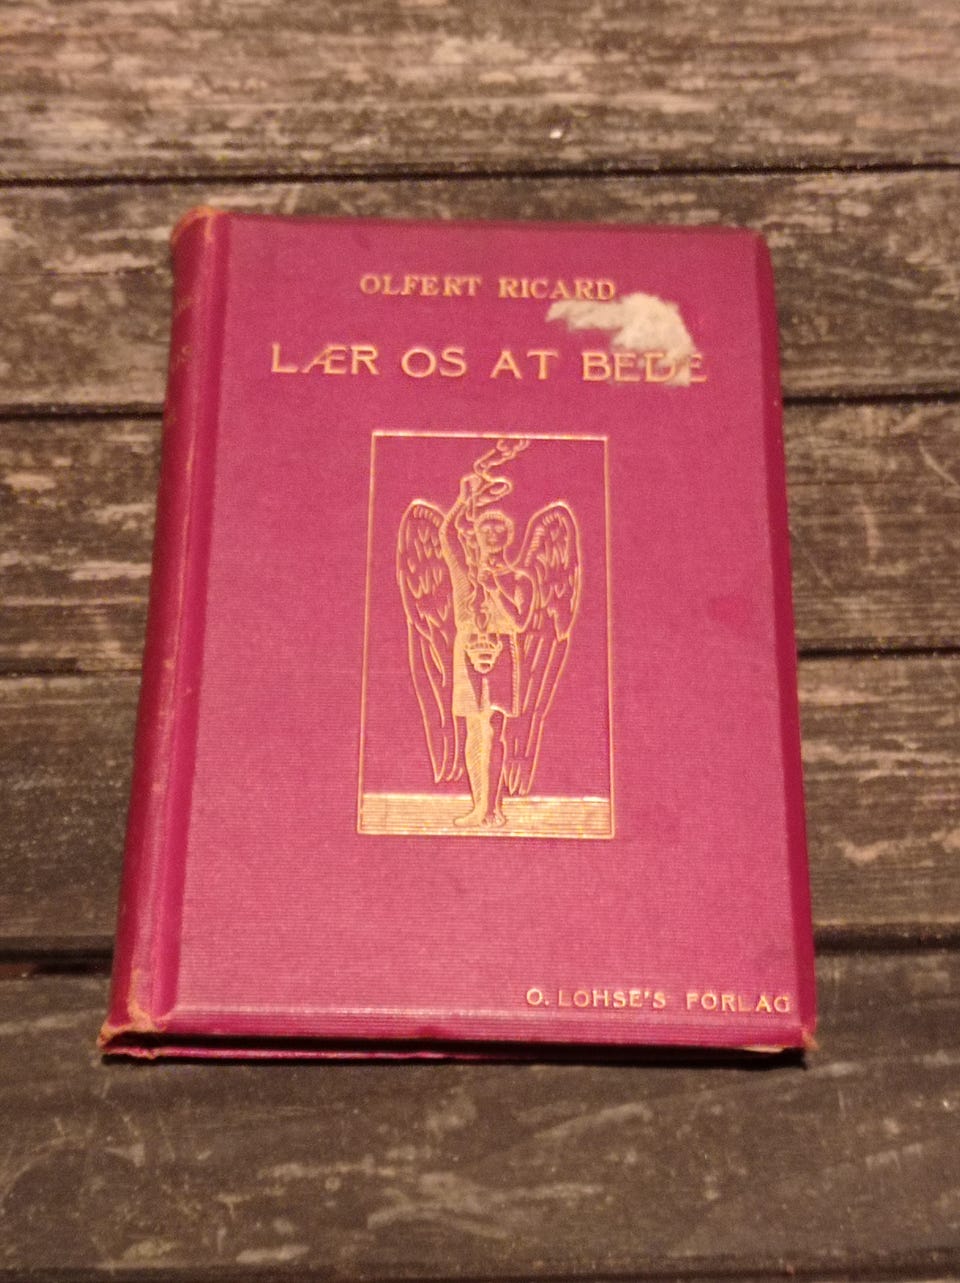 OLFERT RICARD
LÆR OS AT BEDE
O. LOHSE'S FORLAG